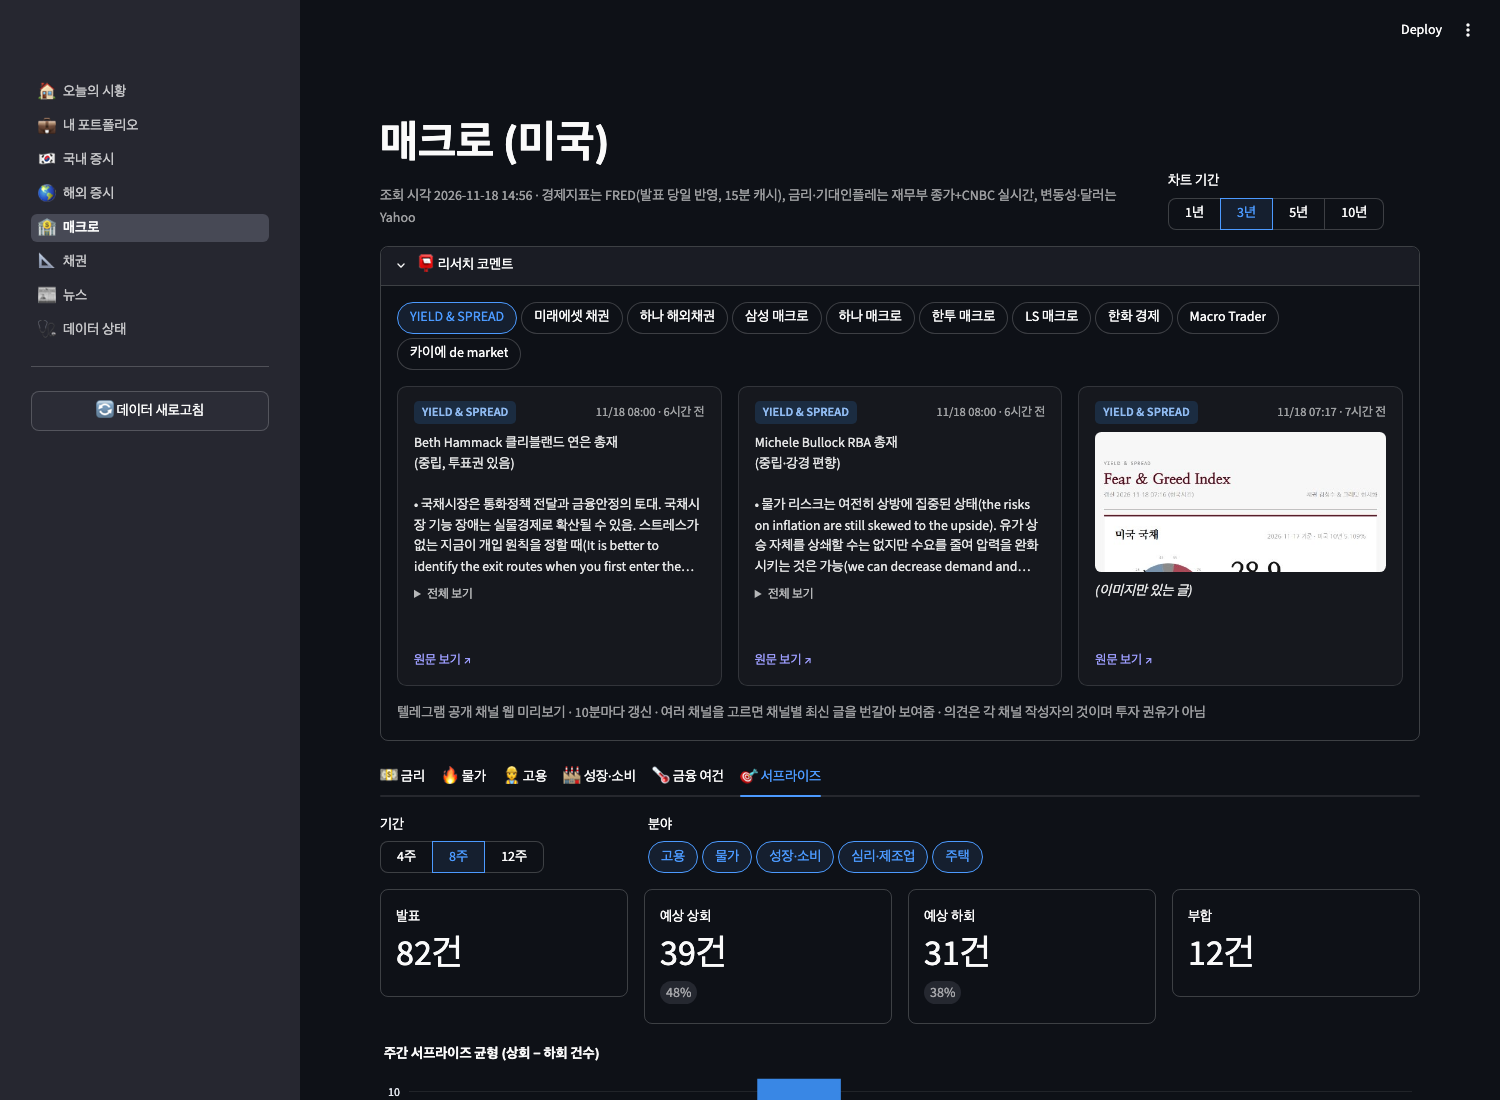 Deploy
오늘의 시황
내 포트폴리오
국내 증시
해외 증시
매크로
채권
뉴스
데이터 상태
데이터 새로고침
매크로 (미국)
조회 시각 2026-11-18 14:56 · 경제지표는 FRED(발표 당일 반영, 15분 캐시), 금리·기대인플레는 재무부 종가+CNBC 실시간, 변동성·달러는
Yahoo
차트 기간
1년 3년 5년 10년
리서치 코멘트
YIELD & SPREAD 미래에셋 채권 하나 해외채권 삼성 매크로 하나 매크로 한투 매크로 LS 매크로 한화 경제 Macro Trader
카이에 de market
YIELD & SPREAD 11/18 08:00 · 6시간 전
Beth Hammack 클리블랜드 연은 총재
(중립, 투표권 있음)
• 국채시장은 통화정책 전달과 금융안정의 토대. 국채시
장 기능 장애는 실물경제로 확산될 수 있음. 스트레스가
없는 지금이 개입 원칙을 정할 때(It is better to
identify the exit routes when you first enter the…
전체 보기
원문 보기 ↗
YIELD & SPREAD 11/18 08:00 · 6시간 전
Michele Bullock RBA 총재
(중립·강경 편향)
• 물가 리스크는 여전히 상방에 집중된 상태(the risks
on inflation are still skewed to the upside). 유가 상
승 자체를 상쇄할 수는 없지만 수요를 줄여 압력을 완화
시키는 것은 가능(we can decrease demand and…
전체 보기
원문 보기 ↗
YIELD & SPREAD 11/18 07:17 · 7시간 전
YIELD & SPREAD
Fear & Greed Index
미국 국채
28.9
(이미지만 있는 글)
원문 보기 ↗
텔레그램 공개 채널 웹 미리보기 · 10분마다 갱신 · 여러 채널을 고르면 채널별 최신 글을 번갈아 보여줌 · 의견은 각 채널 작성자의 것이며 투자 권유가 아님
금리 물가 고용 성장·소비 금융 여건 서프라이즈
기간
4주 8주 12주
분야
고용 물가 성장·소비 심리·제조업 주택
발표
82건
예상 상회
39건
48%
예상 하회
31건
38%
부합
12건
주간 서프라이즈 균형 (상회 – 하회 건수)
10